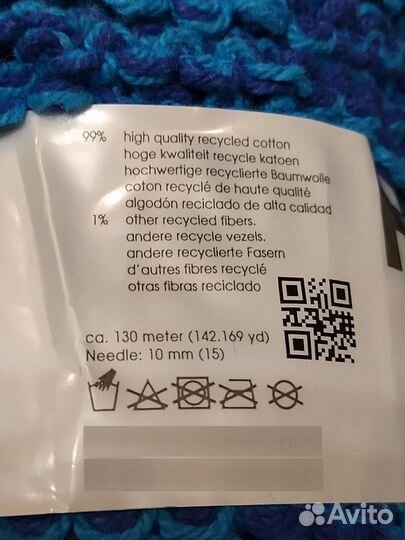 99% high quality recycled cotton
hoge kwaliteit recycle katoen
hochwertige recyclierte Baumwolle
coton recyclé de haute qualité
algodón reciclado de alta calidad
1% other recycled fibers.
andere recycle vezels.
andere recyclierte Fasern
d'autres fibres recyclé
otras fibras reciclado
ca. 130 meter (142.169 yd)
Needle: 10 mm (15)
Avito